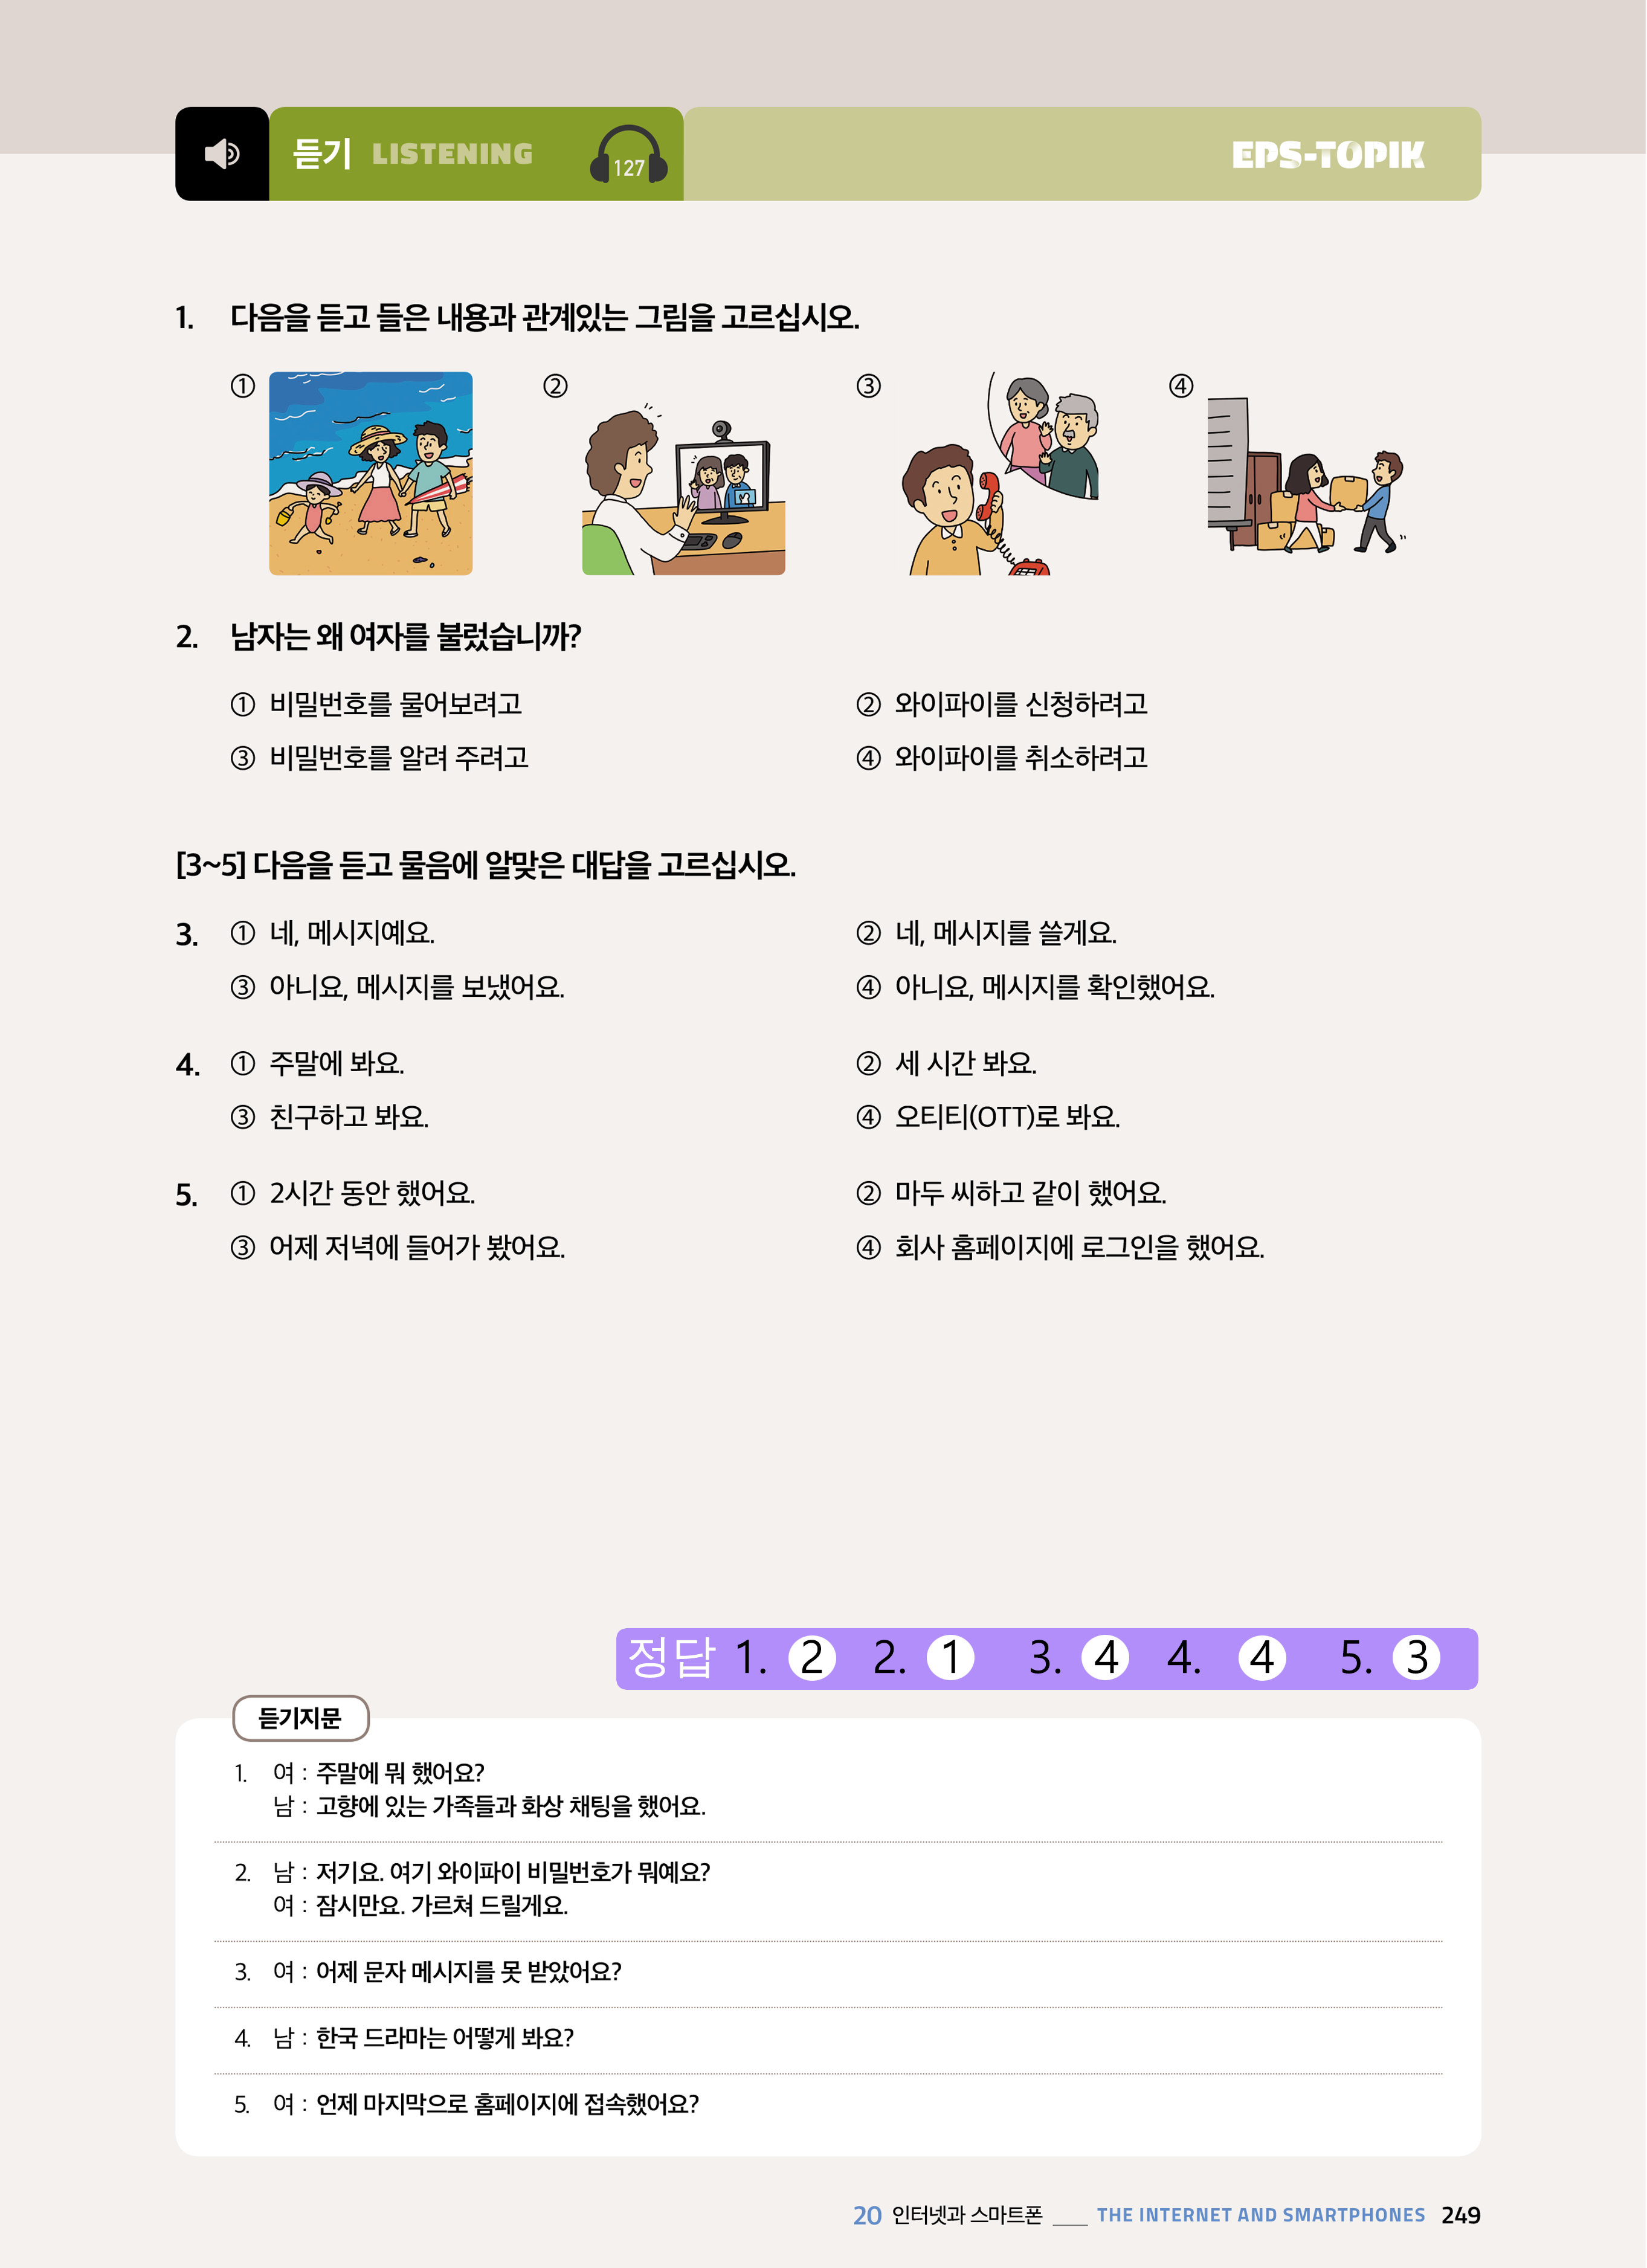 듣기 LISTENING 127 EPS-TOPIK
1. 다음을 듣고 들은 내용과 관계있는 그림을 고르십시오.
① ② ③ ④
2. 남자는 왜 여자를 불렀습니까?
① 비밀번호를 물어보려고 ② 와이파이를 신청하려고
③ 비밀번호를 알려 주려고 ④ 와이파이를 취소하려고
[3~5] 다음을 듣고 물음에 알맞은 대답을 고르십시오.
3. ① 네, 메시지예요. ② 네, 메시지를 쓸게요.
③ 아니요, 메시지를 보냈어요. ④ 아니요, 메시지를 확인했어요.
4. ① 주말에 봐요. ② 세 시간 봐요.
③ 친구하고 봐요. ④ 오티티(OTT)로 봐요.
5. ① 2시간 동안 했어요. ② 마두 씨하고 같이 했어요.
③ 어제 저녁에 들어가 봤어요. ④ 회사 홈페이지에 로그인을 했어요.
정답 1. 2 2. 1 3. 4 4. 4 5. 3
듣기지문
1. 여 : 주말에 뭐 했어요?
남 : 고향에 있는 가족들과 화상 채팅을 했어요.
2. 남 : 저기요. 여기 와이파이 비밀번호가 뭐예요?
여 : 잠시만요. 가르쳐 드릴게요.
3. 여 : 어제 문자 메시지를 못 받았어요?
4. 남 : 한국 드라마는 어떻게 봐요?
5. 여 : 언제 마지막으로 홈페이지에 접속했어요?
20 인터넷과 스마트폰 ___ THE INTERNET AND SMARTPHONES 249